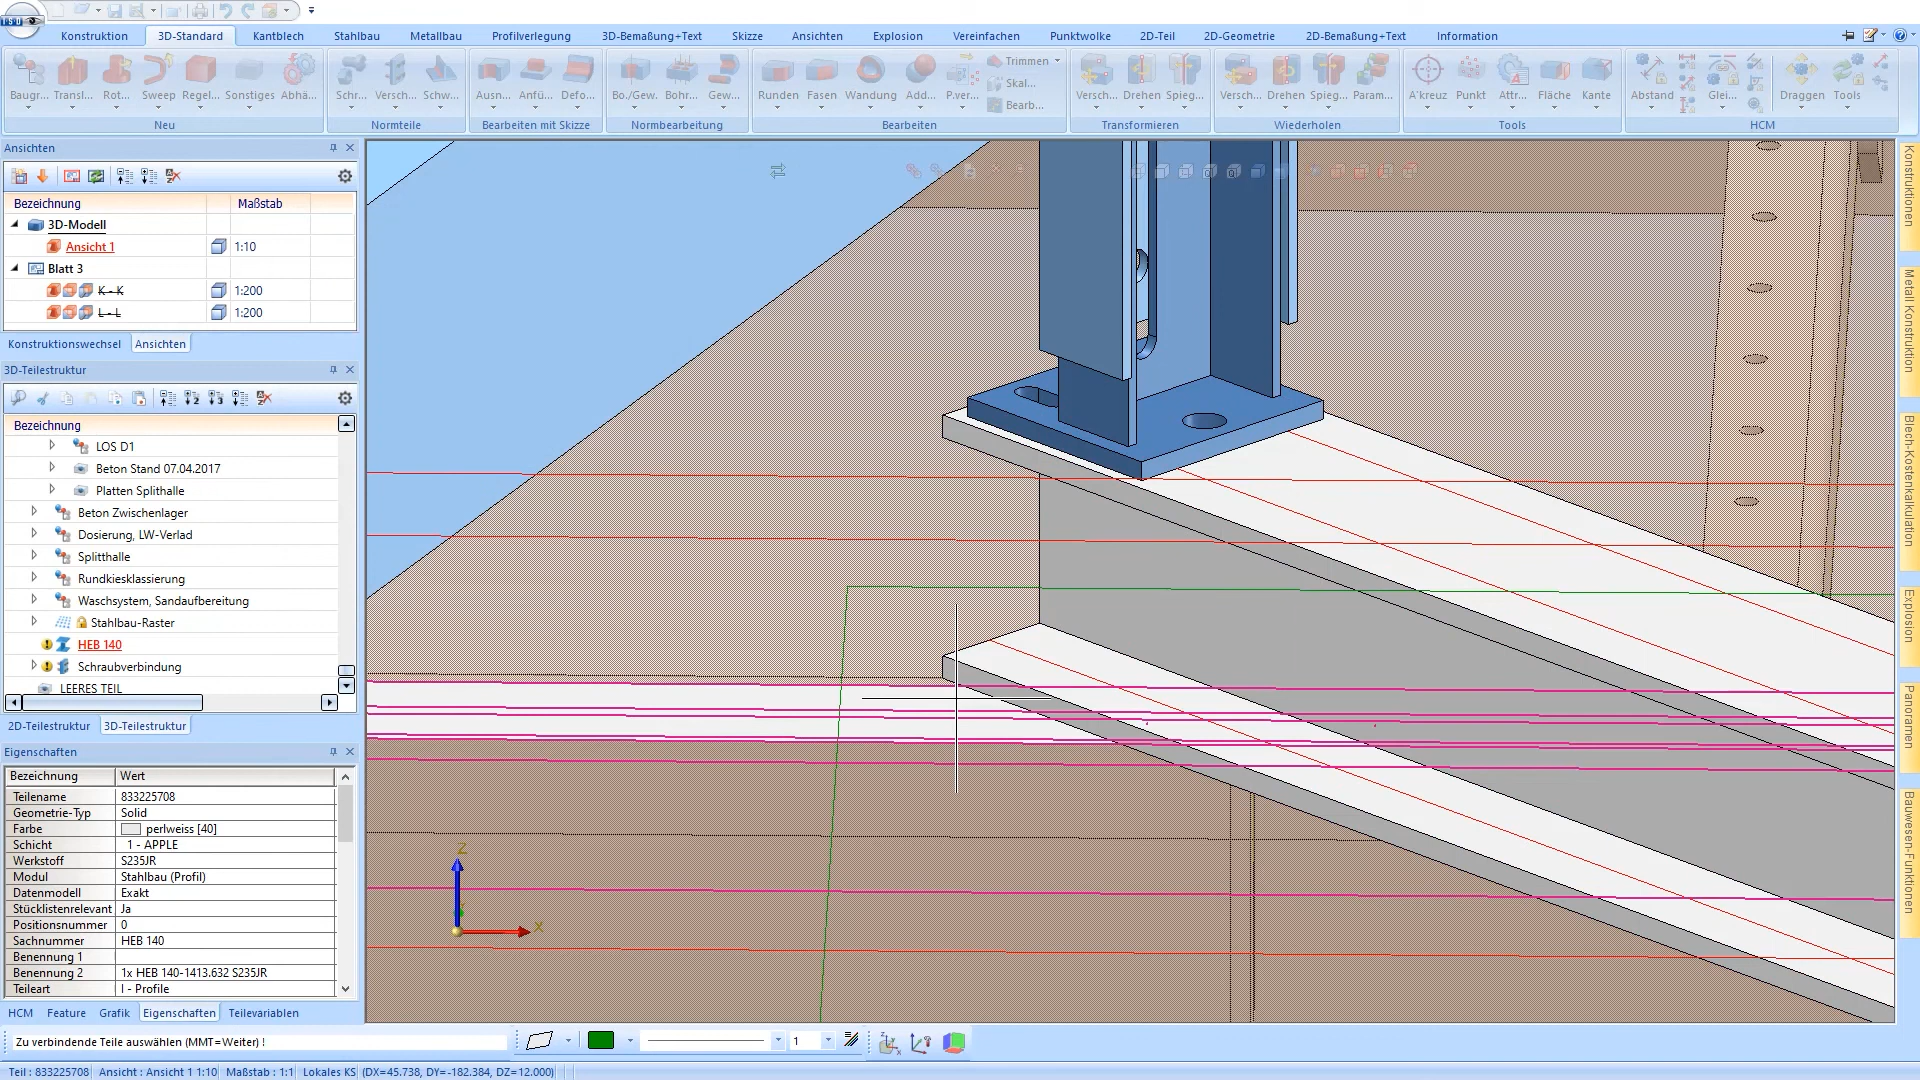 ISD
Konstruktion 3D-Standard Kantblech Stahlbau Metallbau Profilverlegung 3D-Bemaßung+Text Skizze Ansichten Explosion Vereinfachen Punktwolke 2D-Teil 2D-Geometrie 2D-Bemaßung+Text Information
Trimmen
Skal...
Baugr... Transl... Rot... Sweep Regel... Sonstiges Abhä... Schr... Versch... Schw... Ausn... Anfü... Defo... Bo./Gew. Bohr... Gew... Runden Fasen Wandung Add... P.ver... Bearb... Versch... Drehen Spieg... Versch... Drehen Spieg... Param... A'kreuz Punkt Attr... Fläche Kante Abstand Glei... Draggen Tools
Neu Normteile Bearbeiten mit Skizze Normbearbeitung Bearbeiten Transformieren Wiederholen Tools HCM
Ansichten
Bezeichnung Maßstab
3D-Modell
Ansicht 1 1:10
Blatt 3
K - K 1:200
L - L 1:200
Konstruktionswechsel Ansichten
3D-Teilestruktur
Bezeichnung
LOS D1
Beton Stand 07.04.2017
Platten Splithalle
Beton Zwischenlager
Dosierung, LW-Verlad
Splitthalle
Rundkiesklassierung
Waschsystem, Sandaufbereitung
Stahlbau-Raster
HEB 140
Schraubverbindung
LEERES TEIL
2D-Teilestruktur 3D-Teilestruktur
Eigenschaften
Bezeichnung Wert
Teilename 833225708
Geometrie-Typ Solid
Farbe perlweiss [40]
Schicht 1 - APPLE
Werkstoff S235JR
Modul Stahlbau (Profil)
Datenmodell Exakt
Stücklistenrelevant Ja
Positionsnummer 0
Sachnummer HEB 140
Benennung 1
Benennung 2 1x HEB 140-1413.632 S235JR
Teileart I - Profile
HCM Feature Grafik Eigenschaften Teilevariablen
Z
X
Konstruktionen
Metall Konstruktion
Blech-Kostenkalkulation
Explosion
Panoramen
Bauwesen-Funktionen
Zu verbindende Teile auswählen (MMT=Weiter) !
1
Teil : 833225708 Ansicht : Ansicht 1 1:10 Maßstab : 1:1 Lokales KS (DX=45.738, DY=-182.384, DZ=12.000)